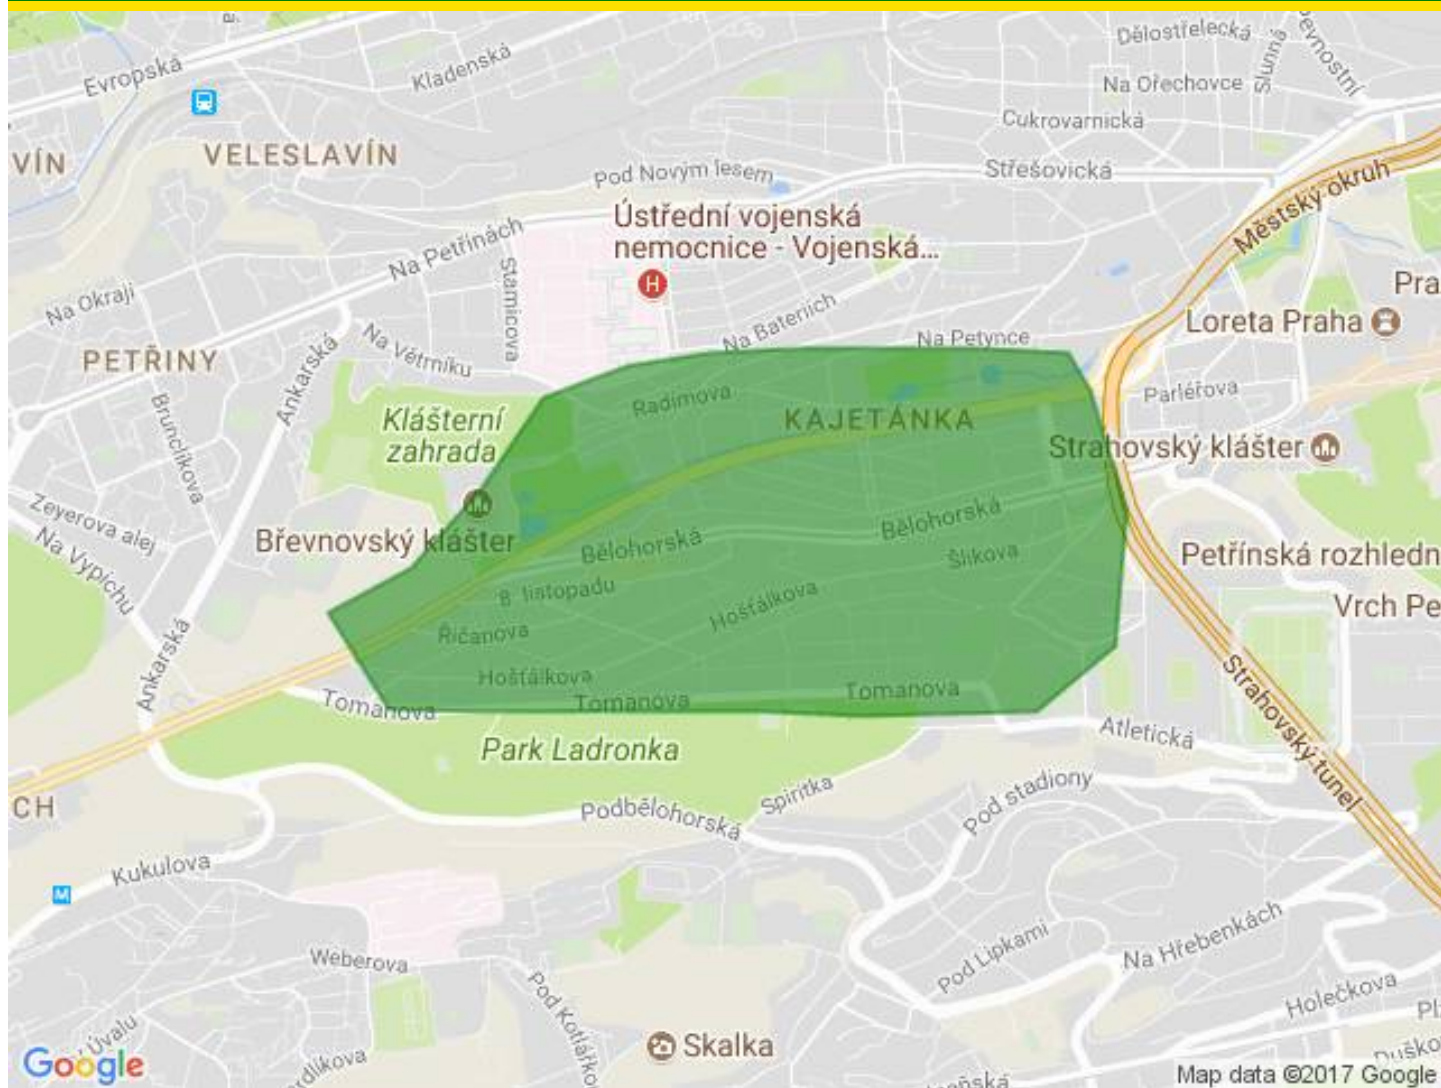 Dělostřelecká
Slunná
Evropská
Kladenská
Na Ořechovce
Cukrovarnická
VÍN
VELESLAVÍN
Pod Novým lesem
Střešovická
Městský okruh
Ústřední vojenská
nemocnice - Vojenská...
H
Na Petřinách
Stamicova
Na Okraji
Pra
Na Bateriích
Na Petynce
Loreta Praha
PETŘINY
Ankarská
Na Větrníku
Radimova
Parléřova
Klášterní
zahrada
KAJETÁNKA
Brunclíkova
Strahovský klášter
Zeyerova alej
Břevnovský klášter
Bělohorská
Bělohorská
Na Vypichu
Šlikova
Petřínská rozhledn
8. listopadu
Hošťálkova
Vrch Pe
Říčanova
Ankarská
Hošťálkova
Tomanova
Tomanova
Tomanova
Strahovský tunel
Park Ladronka
Atletická
CH
Podbělohorská
Spiritka
Pod stadiony
Kukulova
M
Weberova
Pod Lipkami
Na Hřebenkách
Holečkova
Pod Kotlářko
Úvalu
Skalka
Google
Map data ©2017 Google